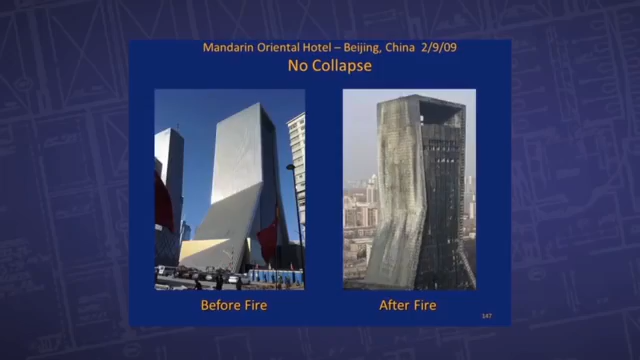 Mandarin Oriental Hotel – Beijing, China  2/9/09
No Collapse
Before Fire
After Fire
147